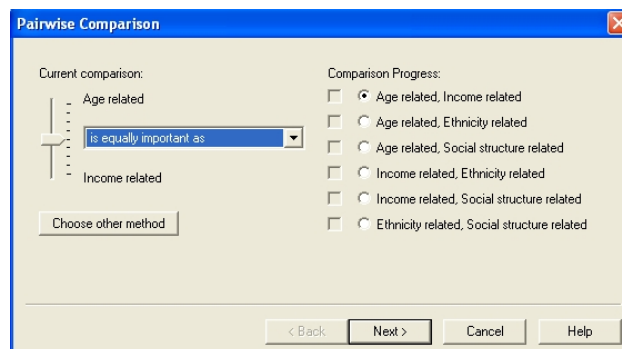 Pairwise Comparison
Current comparison:
Age related
is equally important as
Income related
Choose other method
Comparison Progress:
Age related, Income related
Age related, Ethnicity related
Age related, Social structure related
Income related, Ethnicity related
Income related, Social structure related
Ethnicity related, Social structure related
< Back
Next >
Cancel
Help